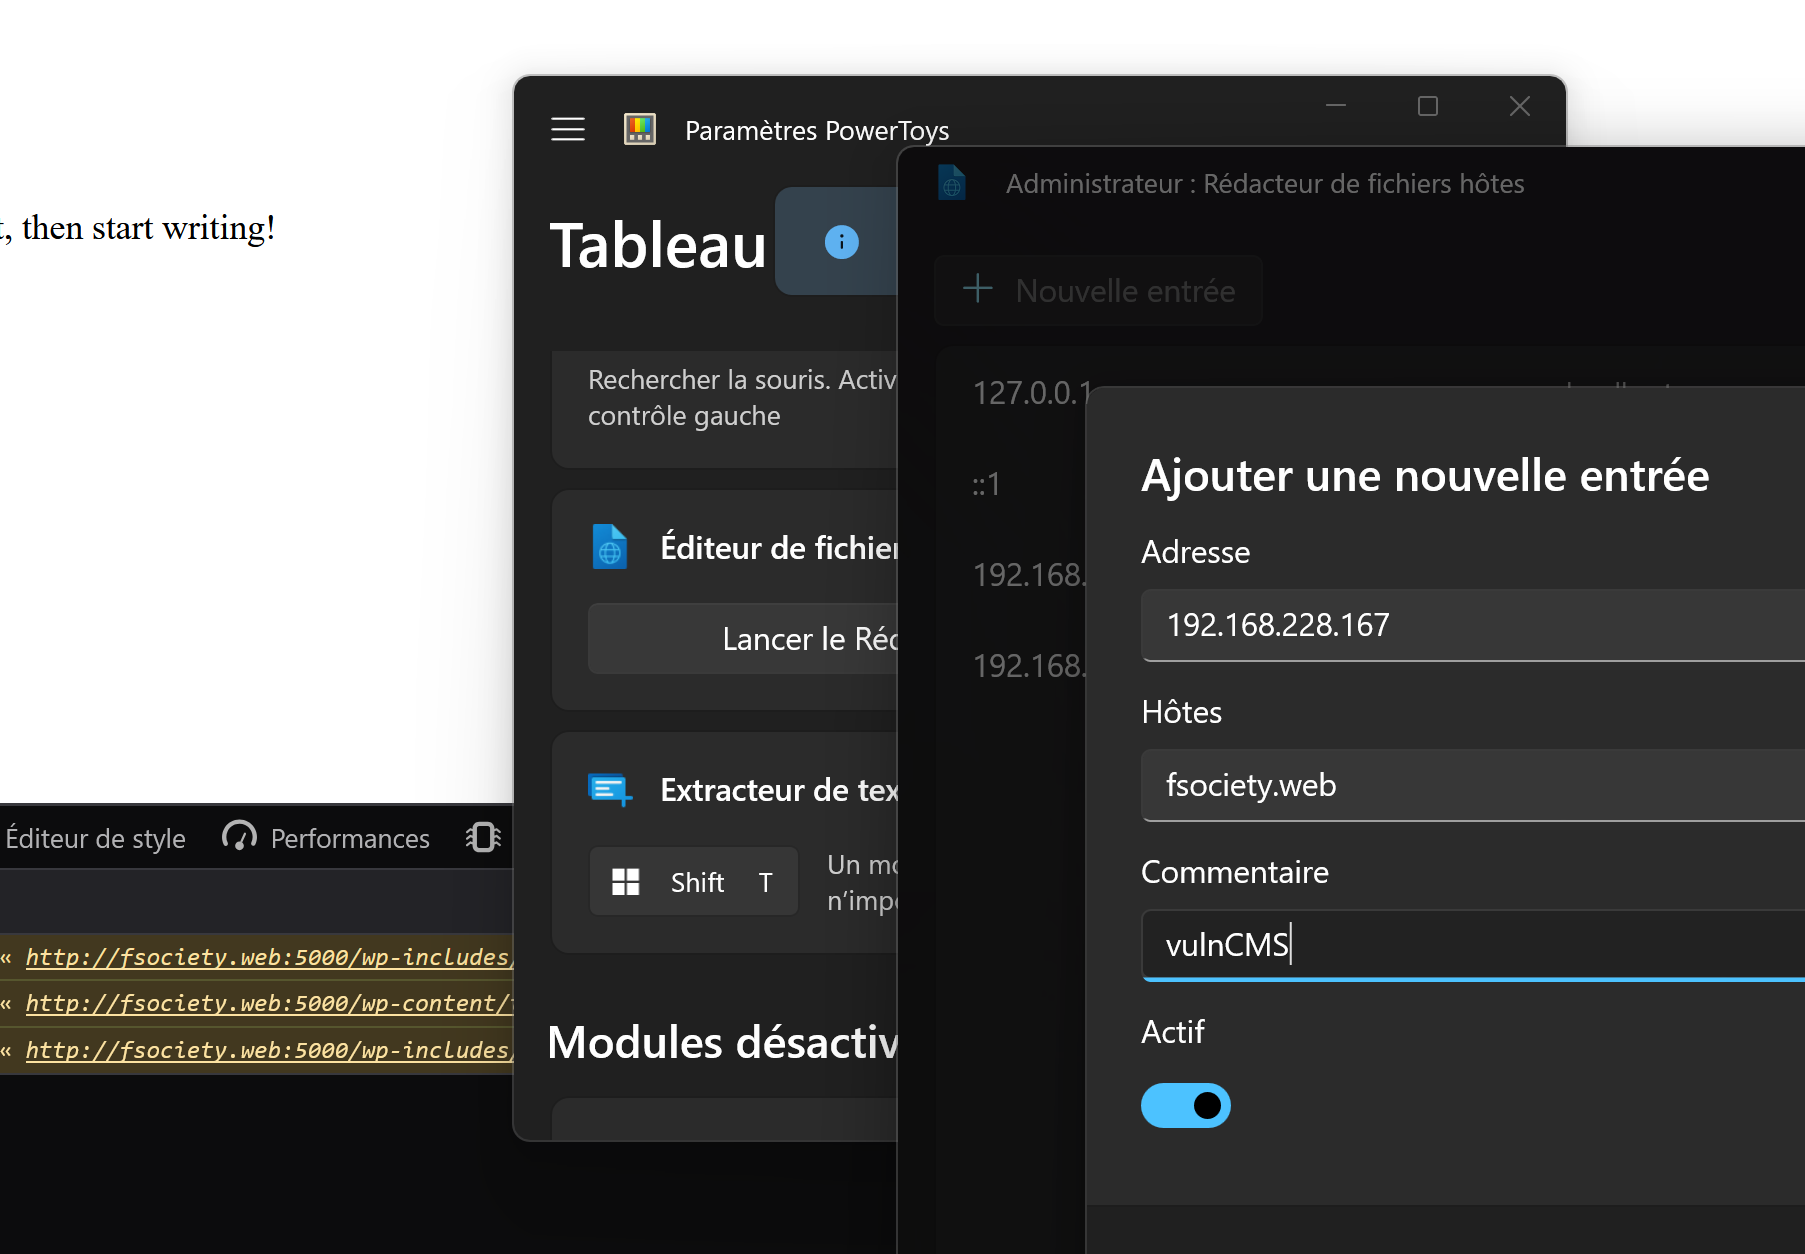 , then start writing!
Paramètres PowerToys
Tableau
Rechercher la souris. Activ
contrôle gauche
Éditeur de fichier
Lancer le Réd
Extracteur de tex
Shift T
Un mo
n’impo
Modules désactiv
Administrateur : Rédacteur de fichiers hôtes
Nouvelle entrée
127.0.0.1
::1
192.168.
192.168.
Ajouter une nouvelle entrée
Adresse
192.168.228.167
Hôtes
fsociety.web
Commentaire
vulnCMS
Actif
Éditeur de style
Performances
« http://fsociety.web:5000/wp-includes/
« http://fsociety.web:5000/wp-content/
« http://fsociety.web:5000/wp-includes/